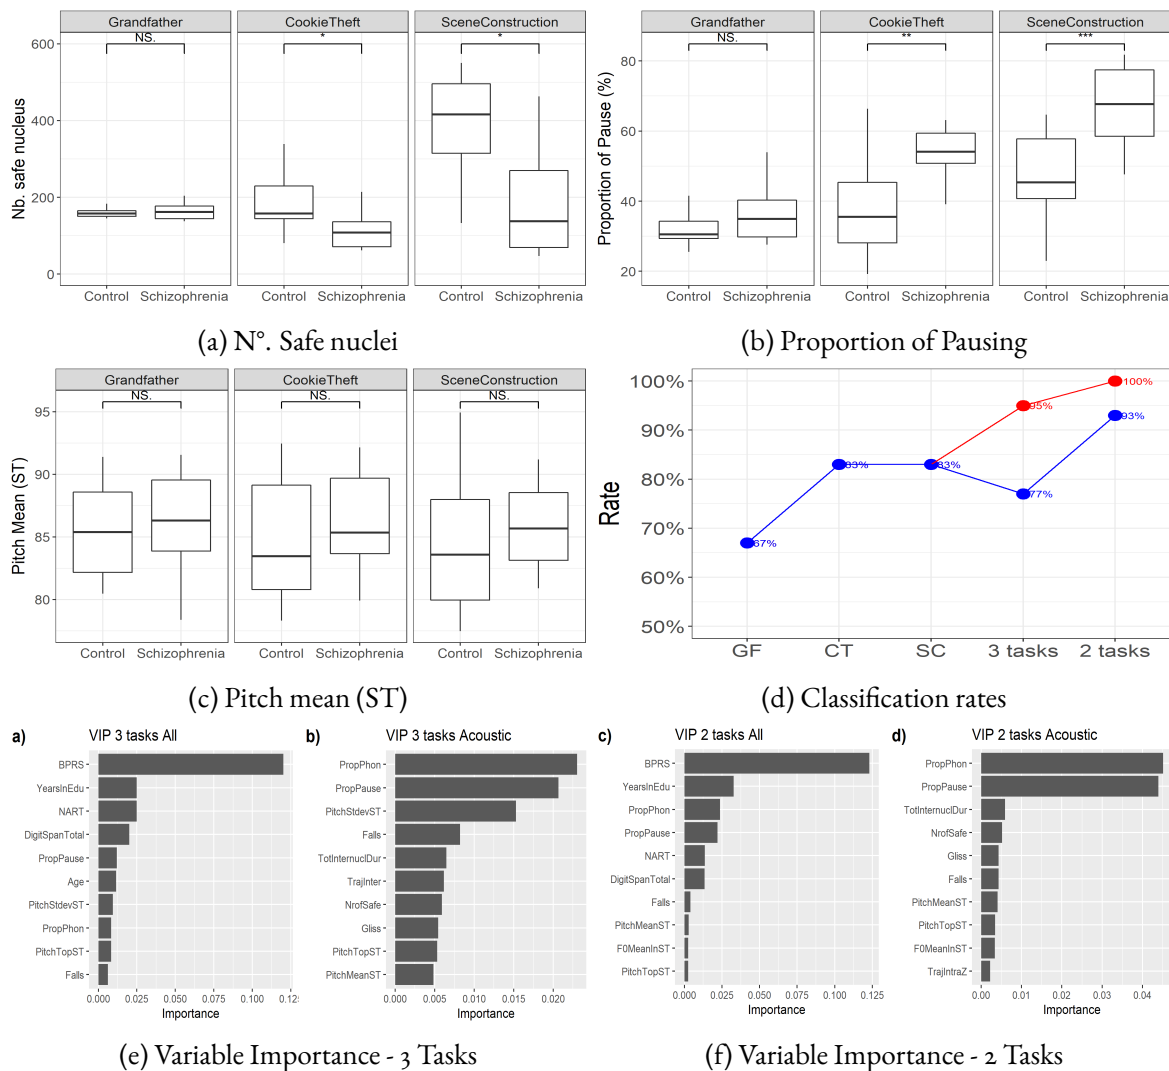 Grandfather CookieTheft SceneConstruction
NS. * *
Nb. safe nucleus
600
400
200
0
Control Schizophrenia Control Schizophrenia Control Schizophrenia
(a) N°. Safe nuclei
Grandfather CookieTheft SceneConstruction
NS. ** ***
Proportion of Pause (%)
80
60
40
20
Control Schizophrenia Control Schizophrenia Control Schizophrenia
(b) Proportion of Pausing
Grandfather CookieTheft SceneConstruction
NS. NS. NS.
Pitch Mean (ST)
95
90
85
80
Control Schizophrenia Control Schizophrenia Control Schizophrenia
(c) Pitch mean (ST)
Rate
100%
90%
80%
70%
60%
50%
67% 83% 83% 95% 77% 100% 93%
GF CT SC 3 tasks 2 tasks
(d) Classification rates
a) VIP 3 tasks All
BPRS
YearsInEdu
NART
DigitSpanTotal
PropPause
Age
PitchStdevST
PropPhon
PitchTopST
Falls
0.000 0.025 0.050 0.075 0.100
Importance
b) VIP 3 tasks Acoustic
PropPhon
PropPause
PitchStdevST
Falls
TotInternuclDur
TrajInter
NrofSafe
Gliss
PitchTopST
PitchMeanST
0.000 0.005 0.010 0.015 0.020
Importance
(e) Variable Importance - 3 Tasks
c) VIP 2 tasks All
BPRS
YearsInEdu
PropPhon
PropPause
NART
DigitSpanTotal
Falls
PitchMeanST
F0MeanInST
PitchTopST
0.000 0.025 0.050 0.075 0.100 0.125
Importance
d) VIP 2 tasks Acoustic
PropPhon
PropPause
TotInternuclDur
NrofSafe
Gliss
Falls
PitchMeanST
PitchTopST
F0MeanInST
TrajIntraZ
0.00 0.01 0.02 0.03 0.04
Importance
(f) Variable Importance - 2 Tasks